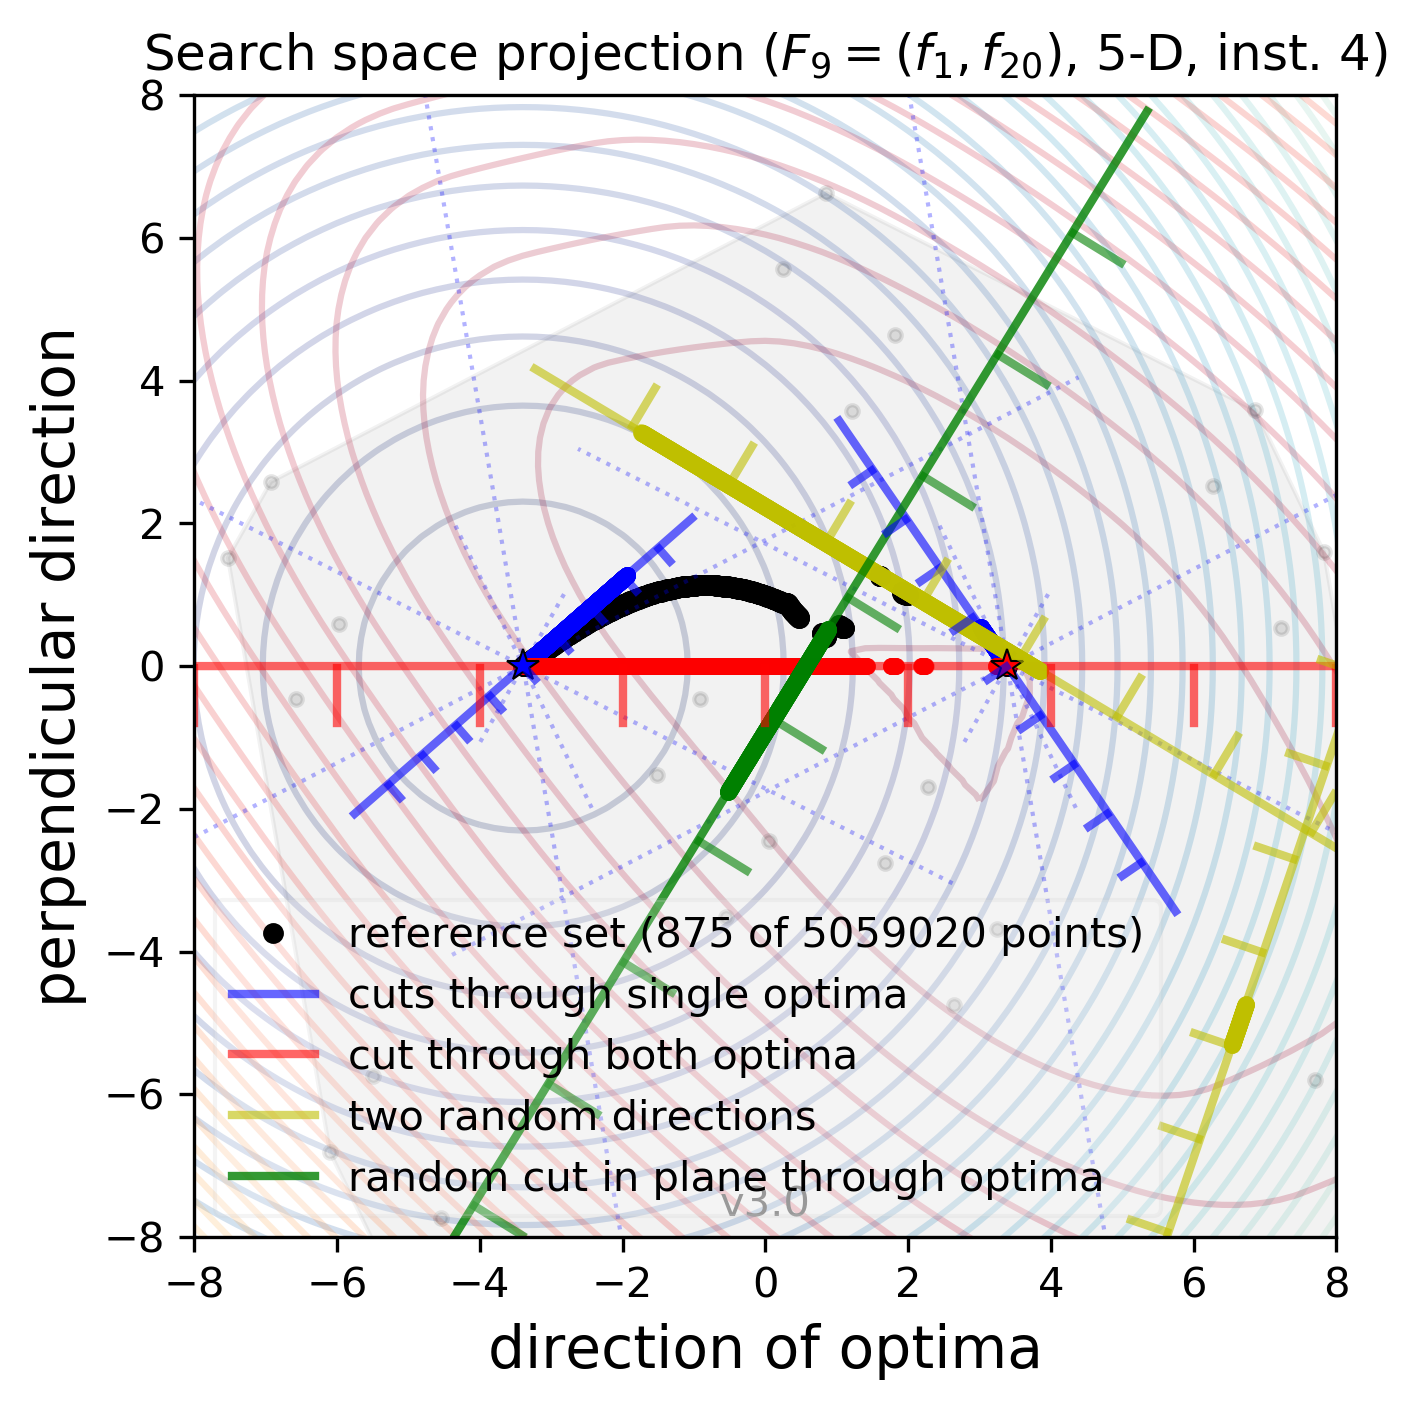 Search space projection ($F_9 = (f_1, f_{20})$, 5-D, inst. 4)
8
6
4
2
0
−2
−4
−6
−8
perpendicular direction
reference set (875 of 5059020 points)
cuts through single optima
cut through both optima
two random directions
random cut in plane through optima
v3.0
−8 −6 −4 −2 0 2 4 6 8
direction of optima